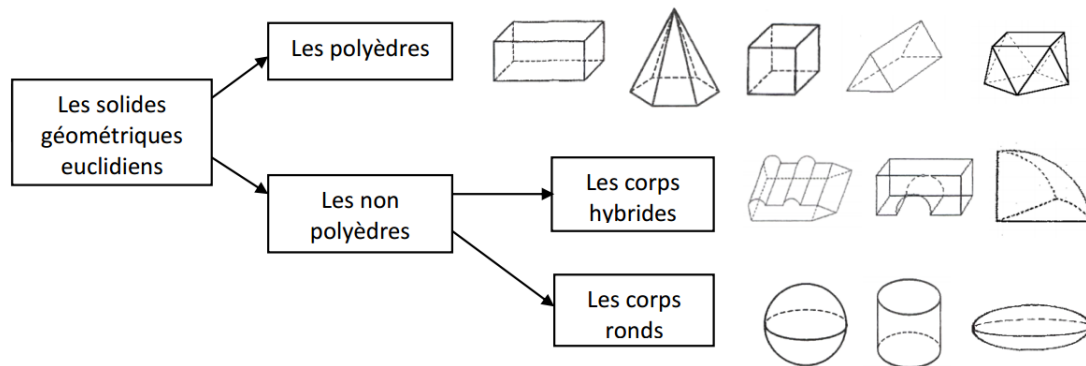 Les polyèdres
Les solides
géométriques
euclidiens
Les non
polyèdres
Les corps
hybrides
Les corps
ronds